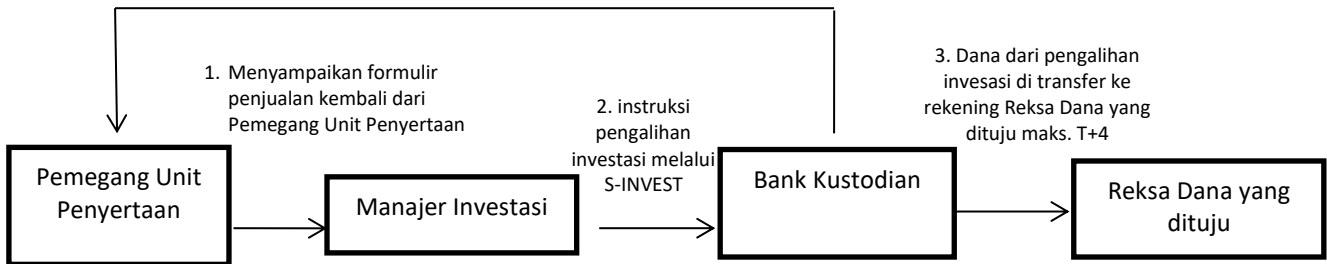 1. Menyampaikan formulir
penjualan kembali dari
Pemegang Unit Penyertaan
2. instruksi
pengalihan
investasi melalui
S-INVEST
3. Dana dari pengalihan
invesasi di transfer ke
rekening Reksa Dana yang
dituju maks. T+4
Pemegang Unit
Penyertaan
Manajer Investasi
Bank Kustodian
Reksa Dana yang
dituju